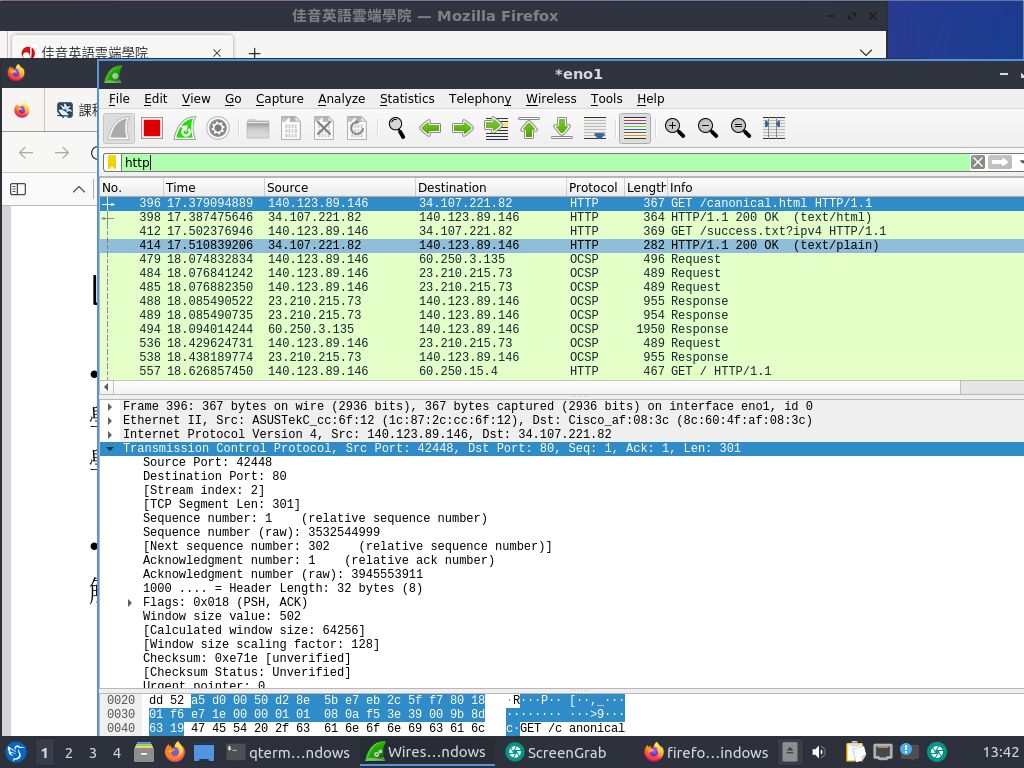 佳音英語雲端學院 — Mozilla Firefox
佳音英語雲端學院
*eno1
課
File Edit View Go Capture Analyze Statistics Telephony Wireless Tools Help
http
No. Time Source Destination Protocol Length Info
396 17.379094889 140.123.89.146 34.107.221.82 HTTP 367 GET /canonical.html HTTP/1.1
398 17.387475646 34.107.221.82 140.123.89.146 HTTP 364 HTTP/1.1 200 OK (text/html)
412 17.502376946 140.123.89.146 34.107.221.82 HTTP 369 GET /success.txt?ipv4 HTTP/1.1
414 17.510839206 34.107.221.82 140.123.89.146 HTTP 282 HTTP/1.1 200 OK (text/plain)
479 18.074832834 140.123.89.146 60.250.3.135 OCSP 496 Request
484 18.076841242 140.123.89.146 23.210.215.73 OCSP 489 Request
485 18.076882350 140.123.89.146 23.210.215.73 OCSP 489 Request
488 18.085490522 23.210.215.73 140.123.89.146 OCSP 955 Response
489 18.085490735 23.210.215.73 140.123.89.146 OCSP 954 Response
494 18.094014244 60.250.3.135 140.123.89.146 OCSP 1950 Response
536 18.429624731 140.123.89.146 23.210.215.73 OCSP 489 Request
538 18.438189774 23.210.215.73 140.123.89.146 OCSP 955 Response
557 18.626857450 140.123.89.146 60.250.15.4 HTTP 467 GET / HTTP/1.1
Frame 396: 367 bytes on wire (2936 bits), 367 bytes captured (2936 bits) on interface eno1, id 0
Ethernet II, Src: ASUSTekC_cc:6f:12 (1c:87:2c:cc:6f:12), Dst: Cisco_af:08:3c (8c:60:4f:af:08:3c)
Internet Protocol Version 4, Src: 140.123.89.146, Dst: 34.107.221.82
Transmission Control Protocol, Src Port: 42448, Dst Port: 80, Seq: 1, Ack: 1, Len: 301
Source Port: 42448
Destination Port: 80
[Stream index: 2]
[TCP Segment Len: 301]
Sequence number: 1 (relative sequence number)
Sequence number (raw): 3532544999
[Next sequence number: 302 (relative sequence number)]
Acknowledgment number: 1 (relative ack number)
Acknowledgment number (raw): 3945553911
1000 .... = Header Length: 32 bytes (8)
Flags: 0x018 (PSH, ACK)
Window size value: 502
[Calculated window size: 64256]
[Window size scaling factor: 128]
Checksum: 0xe71e [unverified]
[Checksum Status: Unverified]
Urgent pointer: 0
0020 dd 52 a5 d0 00 50 d2 8e 5b e7 eb 2c 5f f7 80 18 ·R···P·· [··,_···
0030 01 f6 e7 1e 00 00 01 01 08 0a f5 3e 39 00 9b 8d ········ ···>9···
0040 63 19 47 45 54 20 2f 63 61 6e 6f 6e 69 63 61 6c c·GET /c anonical
1 2 3 4 qterm...ndows Wires...ndows ScreenGrab firefo...indows 13:42